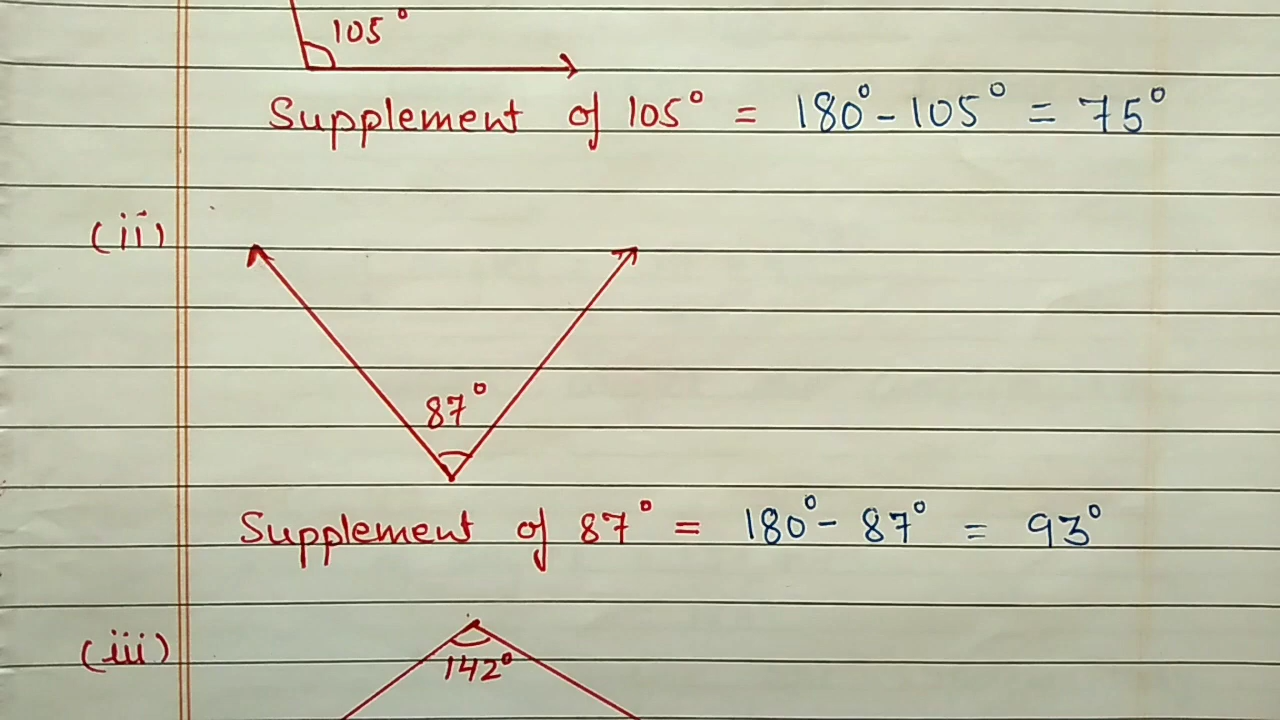 105°
Supplement of 105° = 180° - 105° = 75°
(ii)
87°
Supplement of 87° = 180° - 87° = 93°
(iii)
142°